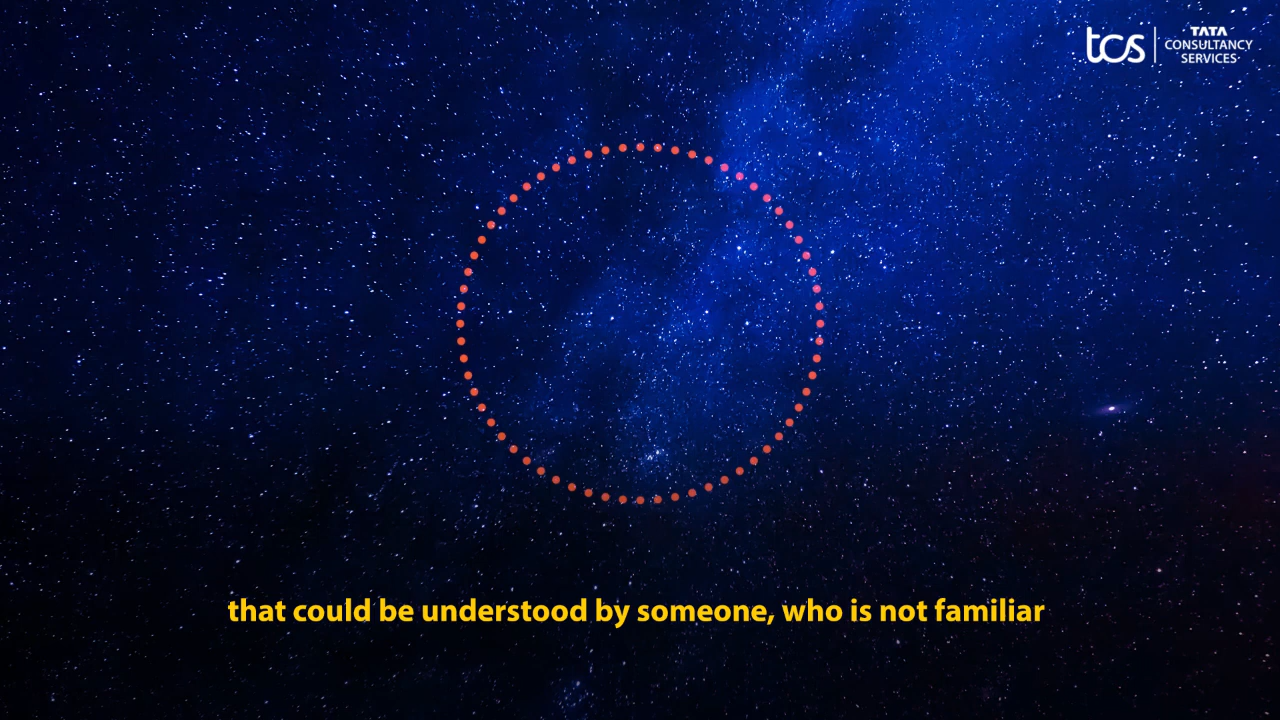 tcs
TATA
CONSULTANCY
SERVICES
that could be understood by someone, who is not familiar